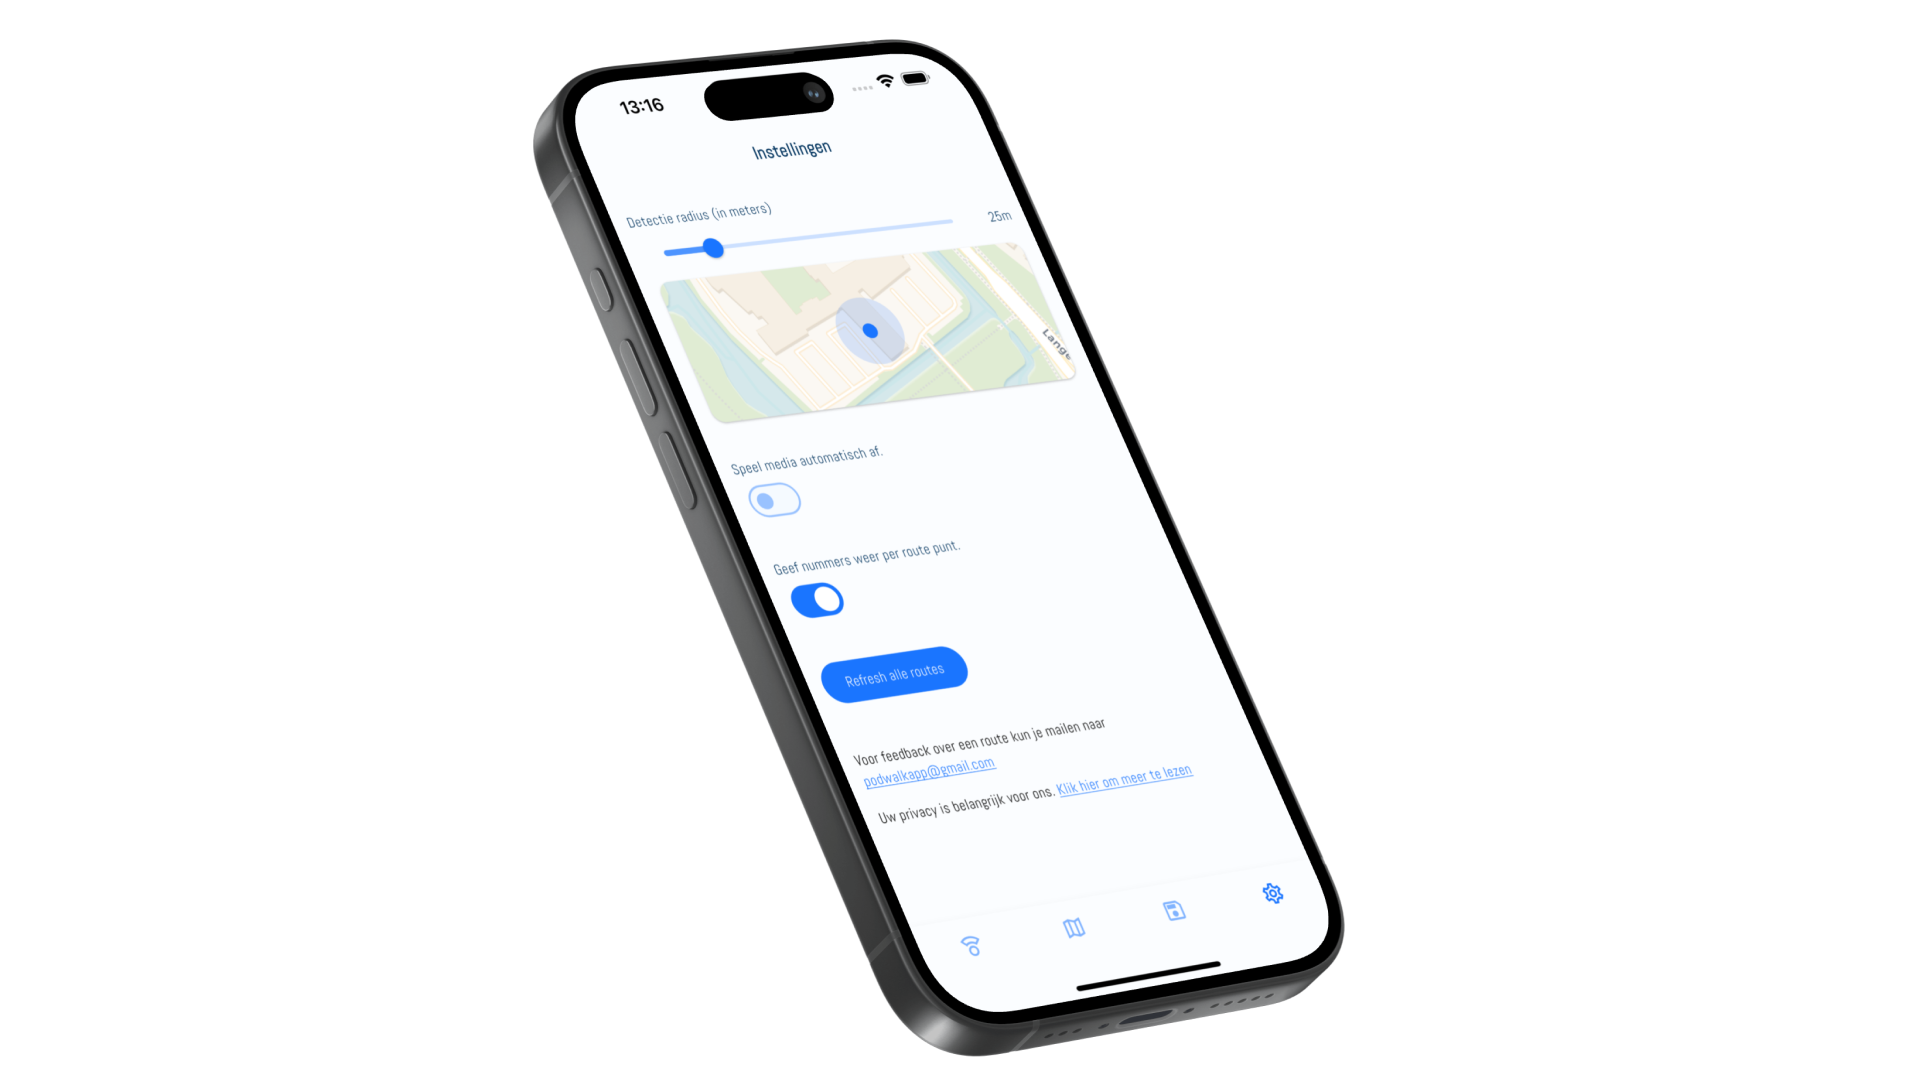 13:16
Instellingen
Detectie radius (in meters)
25m
Lange
Speel media automatisch af.
Geef nummers weer per route punt.
Refresh alle routes
Voor feedback over een route kun je mailen naar
podwalkapp@gmail.com
Uw privacy is belangrijk voor ons. Klik hier om meer te lezen